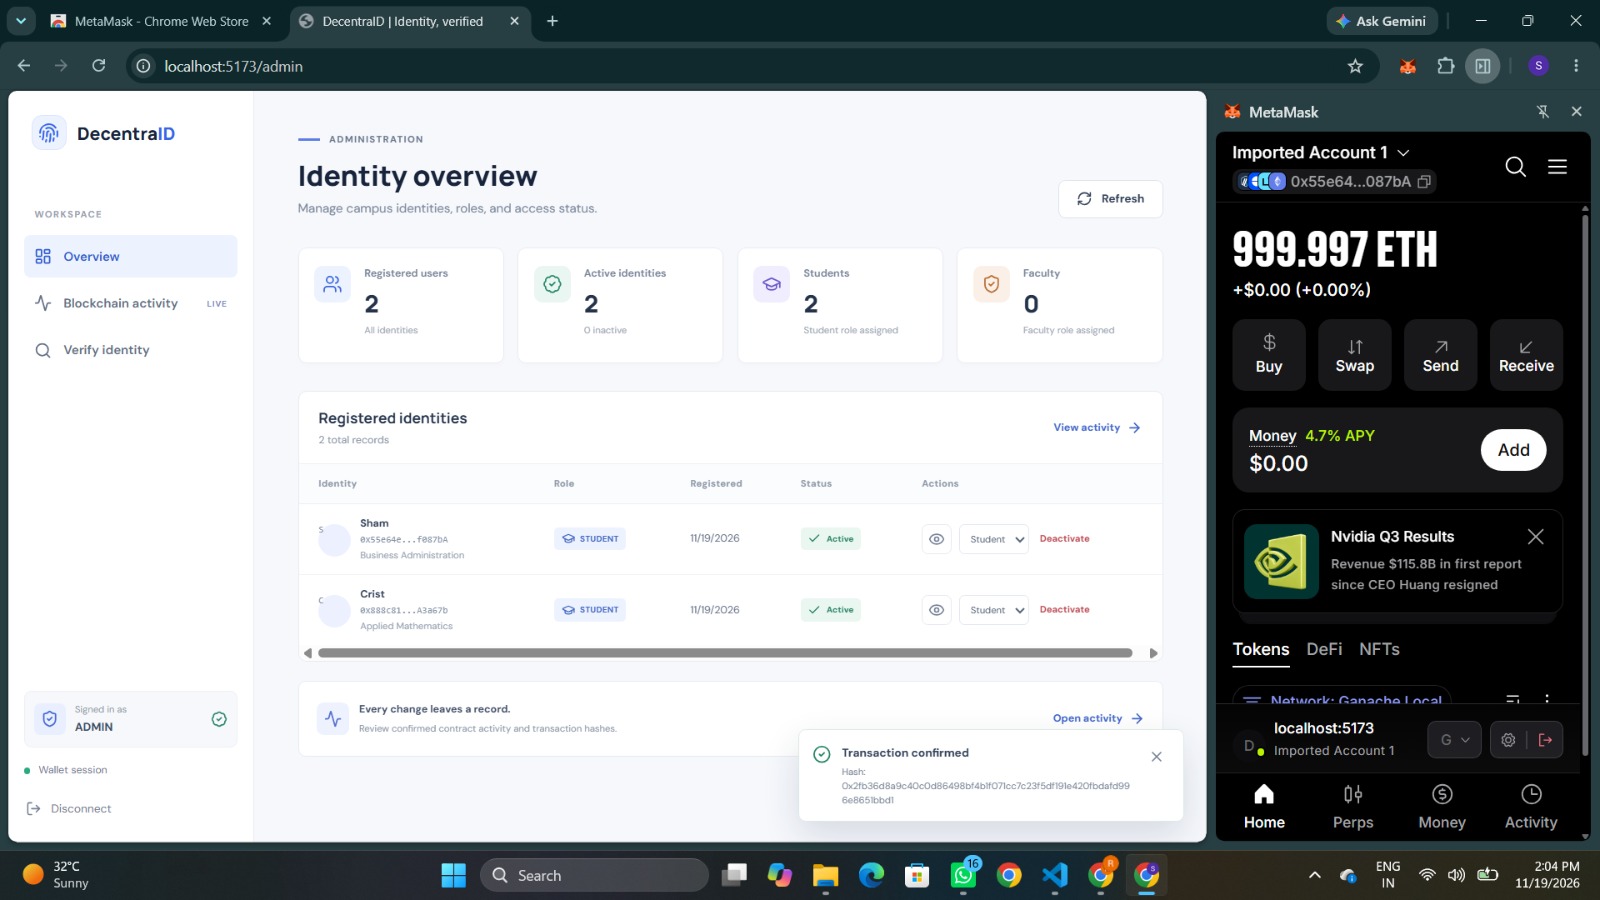 MetaMask - Chrome Web Store
DecentraID | Identity, verified
Ask Gemini
localhost:5173/admin
S
DecentraID
WORKSPACE
Overview
Blockchain activity LIVE
Verify identity
Signed in as
ADMIN
Wallet session
Disconnect
ADMINISTRATION
Identity overview
Manage campus identities, roles, and access status.
Refresh
Registered users
2
All identities
Active identities
2
0 inactive
Students
2
Student role assigned
Faculty
0
Faculty role assigned
Registered identities
2 total records
View activity
Identity Role Registered Status Actions
S
Sham
0x55e64e...f087bA
Business Administration
STUDENT
11/19/2026
Active
Student
Deactivate
C
Crist
0x888c81...A3a67b
Applied Mathematics
STUDENT
11/19/2026
Active
Student
Deactivate
Every change leaves a record.
Review confirmed contract activity and transaction hashes.
Open activity
Transaction confirmed
Hash:
0x2fb36d8a9c40c0d86498bf4b1f071cc7c23f5df191e420fbdafd99
6e8651bbd1
MetaMask
Imported Account 1
0x55e64...087bA
999.997 ETH
+$0.00 (+0.00%)
Buy
Swap
Send
Receive
Money 4.7% APY
$0.00
Add
Nvidia Q3 Results
Revenue $115.8B in first report
since CEO Huang resigned
Tokens DeFi NFTs
Network: Ganache Local
D
localhost:5173
Imported Account 1
G
Home
Perps
Money
Activity
32°C
Sunny
Search
16
R
S
ENG
IN
2:04 PM
11/19/2026